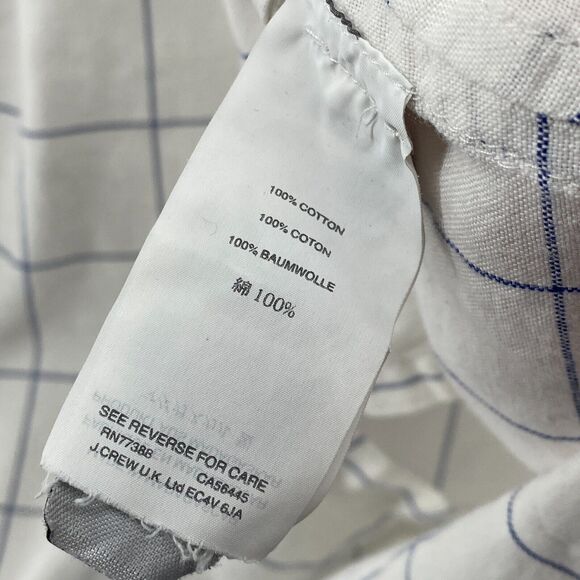 100% COTTON
100% COTON
100% BAUMWOLLE
綿 100%
SEE REVERSE FOR CARE
RN77388 CA56445
J.CREW U.K. Ltd EC4V 6JA